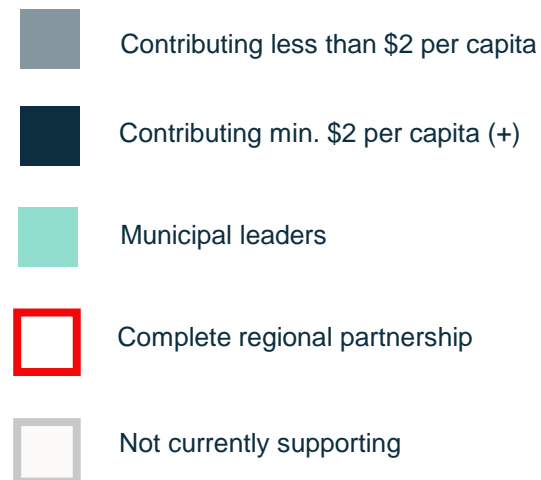 Contributing less than $2 per capita
Contributing min. $2 per capita (+)
Municipal leaders
Complete regional partnership
Not currently supporting